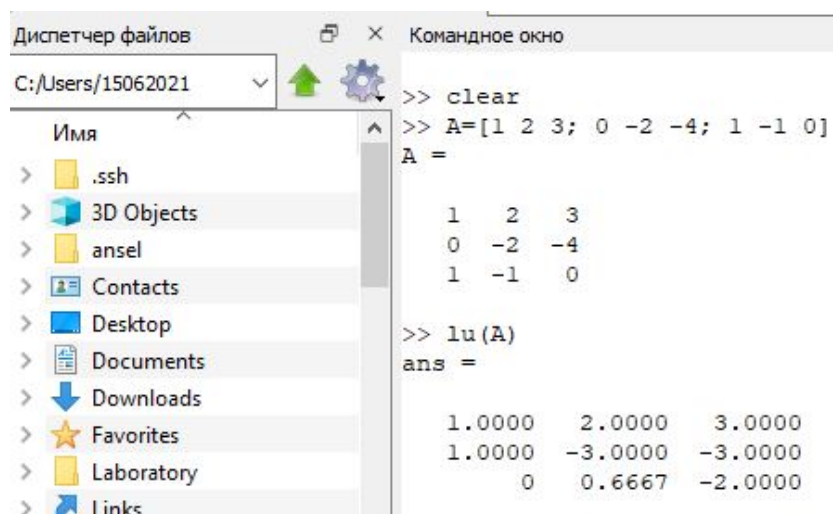 Диспетчер файлов
C:/Users/15062021
Имя
.ssh
3D Objects
ansel
Contacts
Desktop
Documents
Downloads
Favorites
Laboratory
Links
Командное окно
>> clear
>> A=[1 2 3; 0 -2 -4; 1 -1 0]
A =
1 2 3
0 -2 -4
1 -1 0
>> lu(A)
ans =
1.0000 2.0000 3.0000
1.0000 -3.0000 -3.0000
0 0.6667 -2.0000